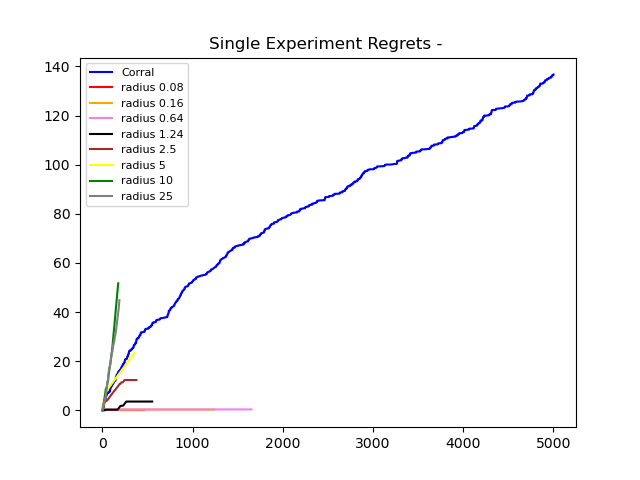 Single Experiment Regrets -
140
120
100
80
60
40
20
0
Corral
radius 0.08
radius 0.16
radius 0.64
radius 1.24
radius 2.5
radius 5
radius 10
radius 25
0 1000 2000 3000 4000 5000